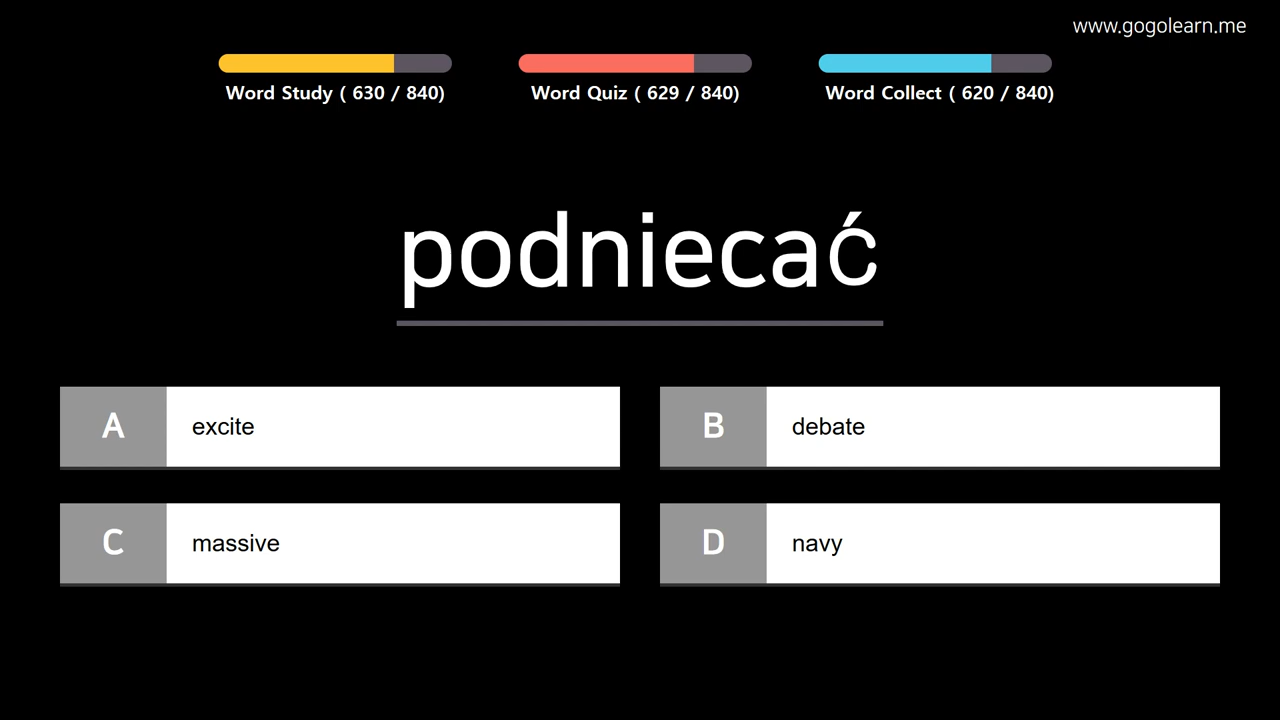 www.gogolearn.me
Word Study ( 630 / 840)
Word Quiz ( 629 / 840)
Word Collect ( 620 / 840)
podniecać
A excite
B debate
C massive
D navy